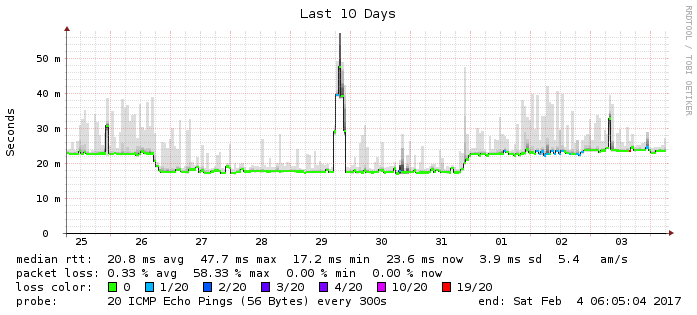 Last 10 Days
RRDTOOL / TOBI OETIKER
Seconds
50 m
40 m
30 m
20 m
10 m
0
25 26 27 28 29 30 31 01 02 03
median rtt: 20.8 ms avg 47.7 ms max 17.2 ms min 23.6 ms now 3.9 ms sd 5.4 am/s
packet loss: 0.33 % avg 58.33 % max 0.00 % min 0.00 % now
loss color: 0 1/20 2/20 3/20 4/20 10/20 19/20
probe: 20 ICMP Echo Pings (56 Bytes) every 300s end: Sat Feb 4 06:05:04 2017